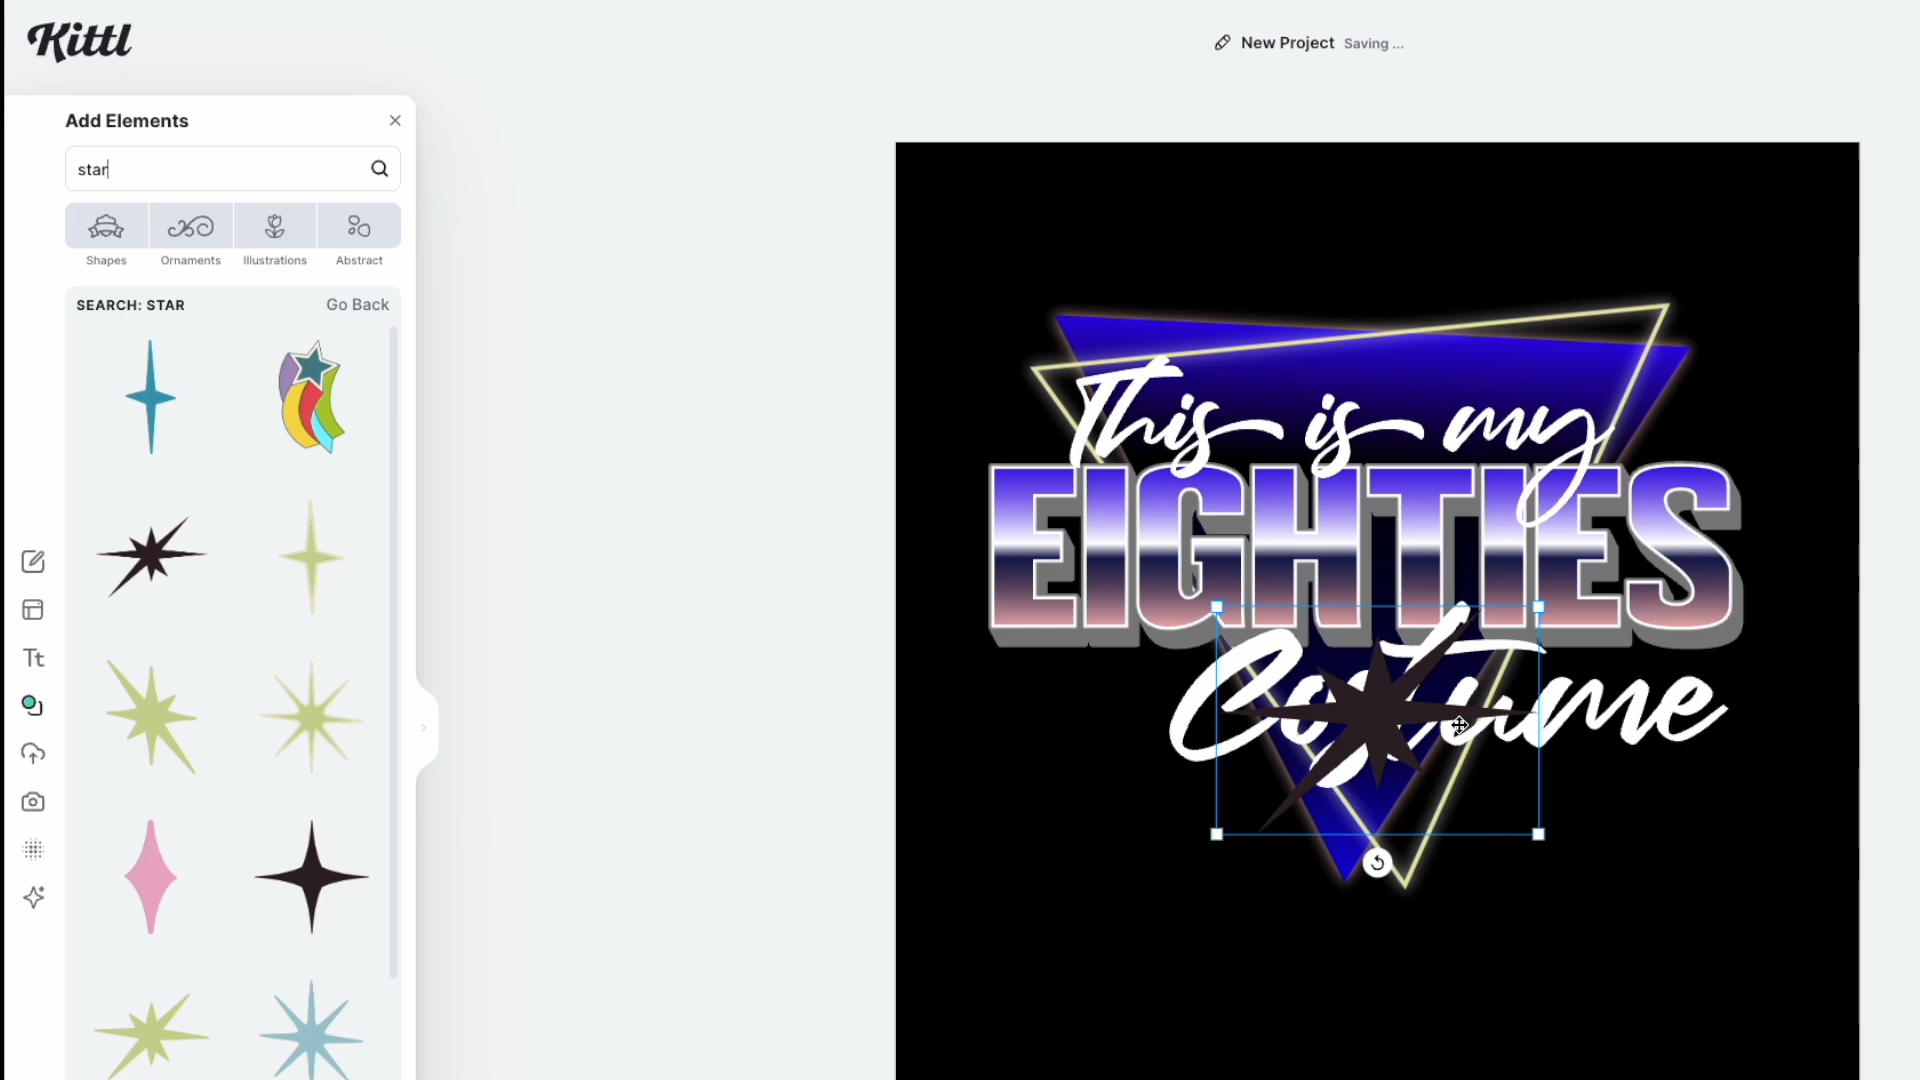 Kittl
New Project Saving ...
Add Elements
star
Shapes Ornaments Illustrations Abstract
SEARCH: STAR Go Back
Tt
This is my
EIGHTIES
Costume